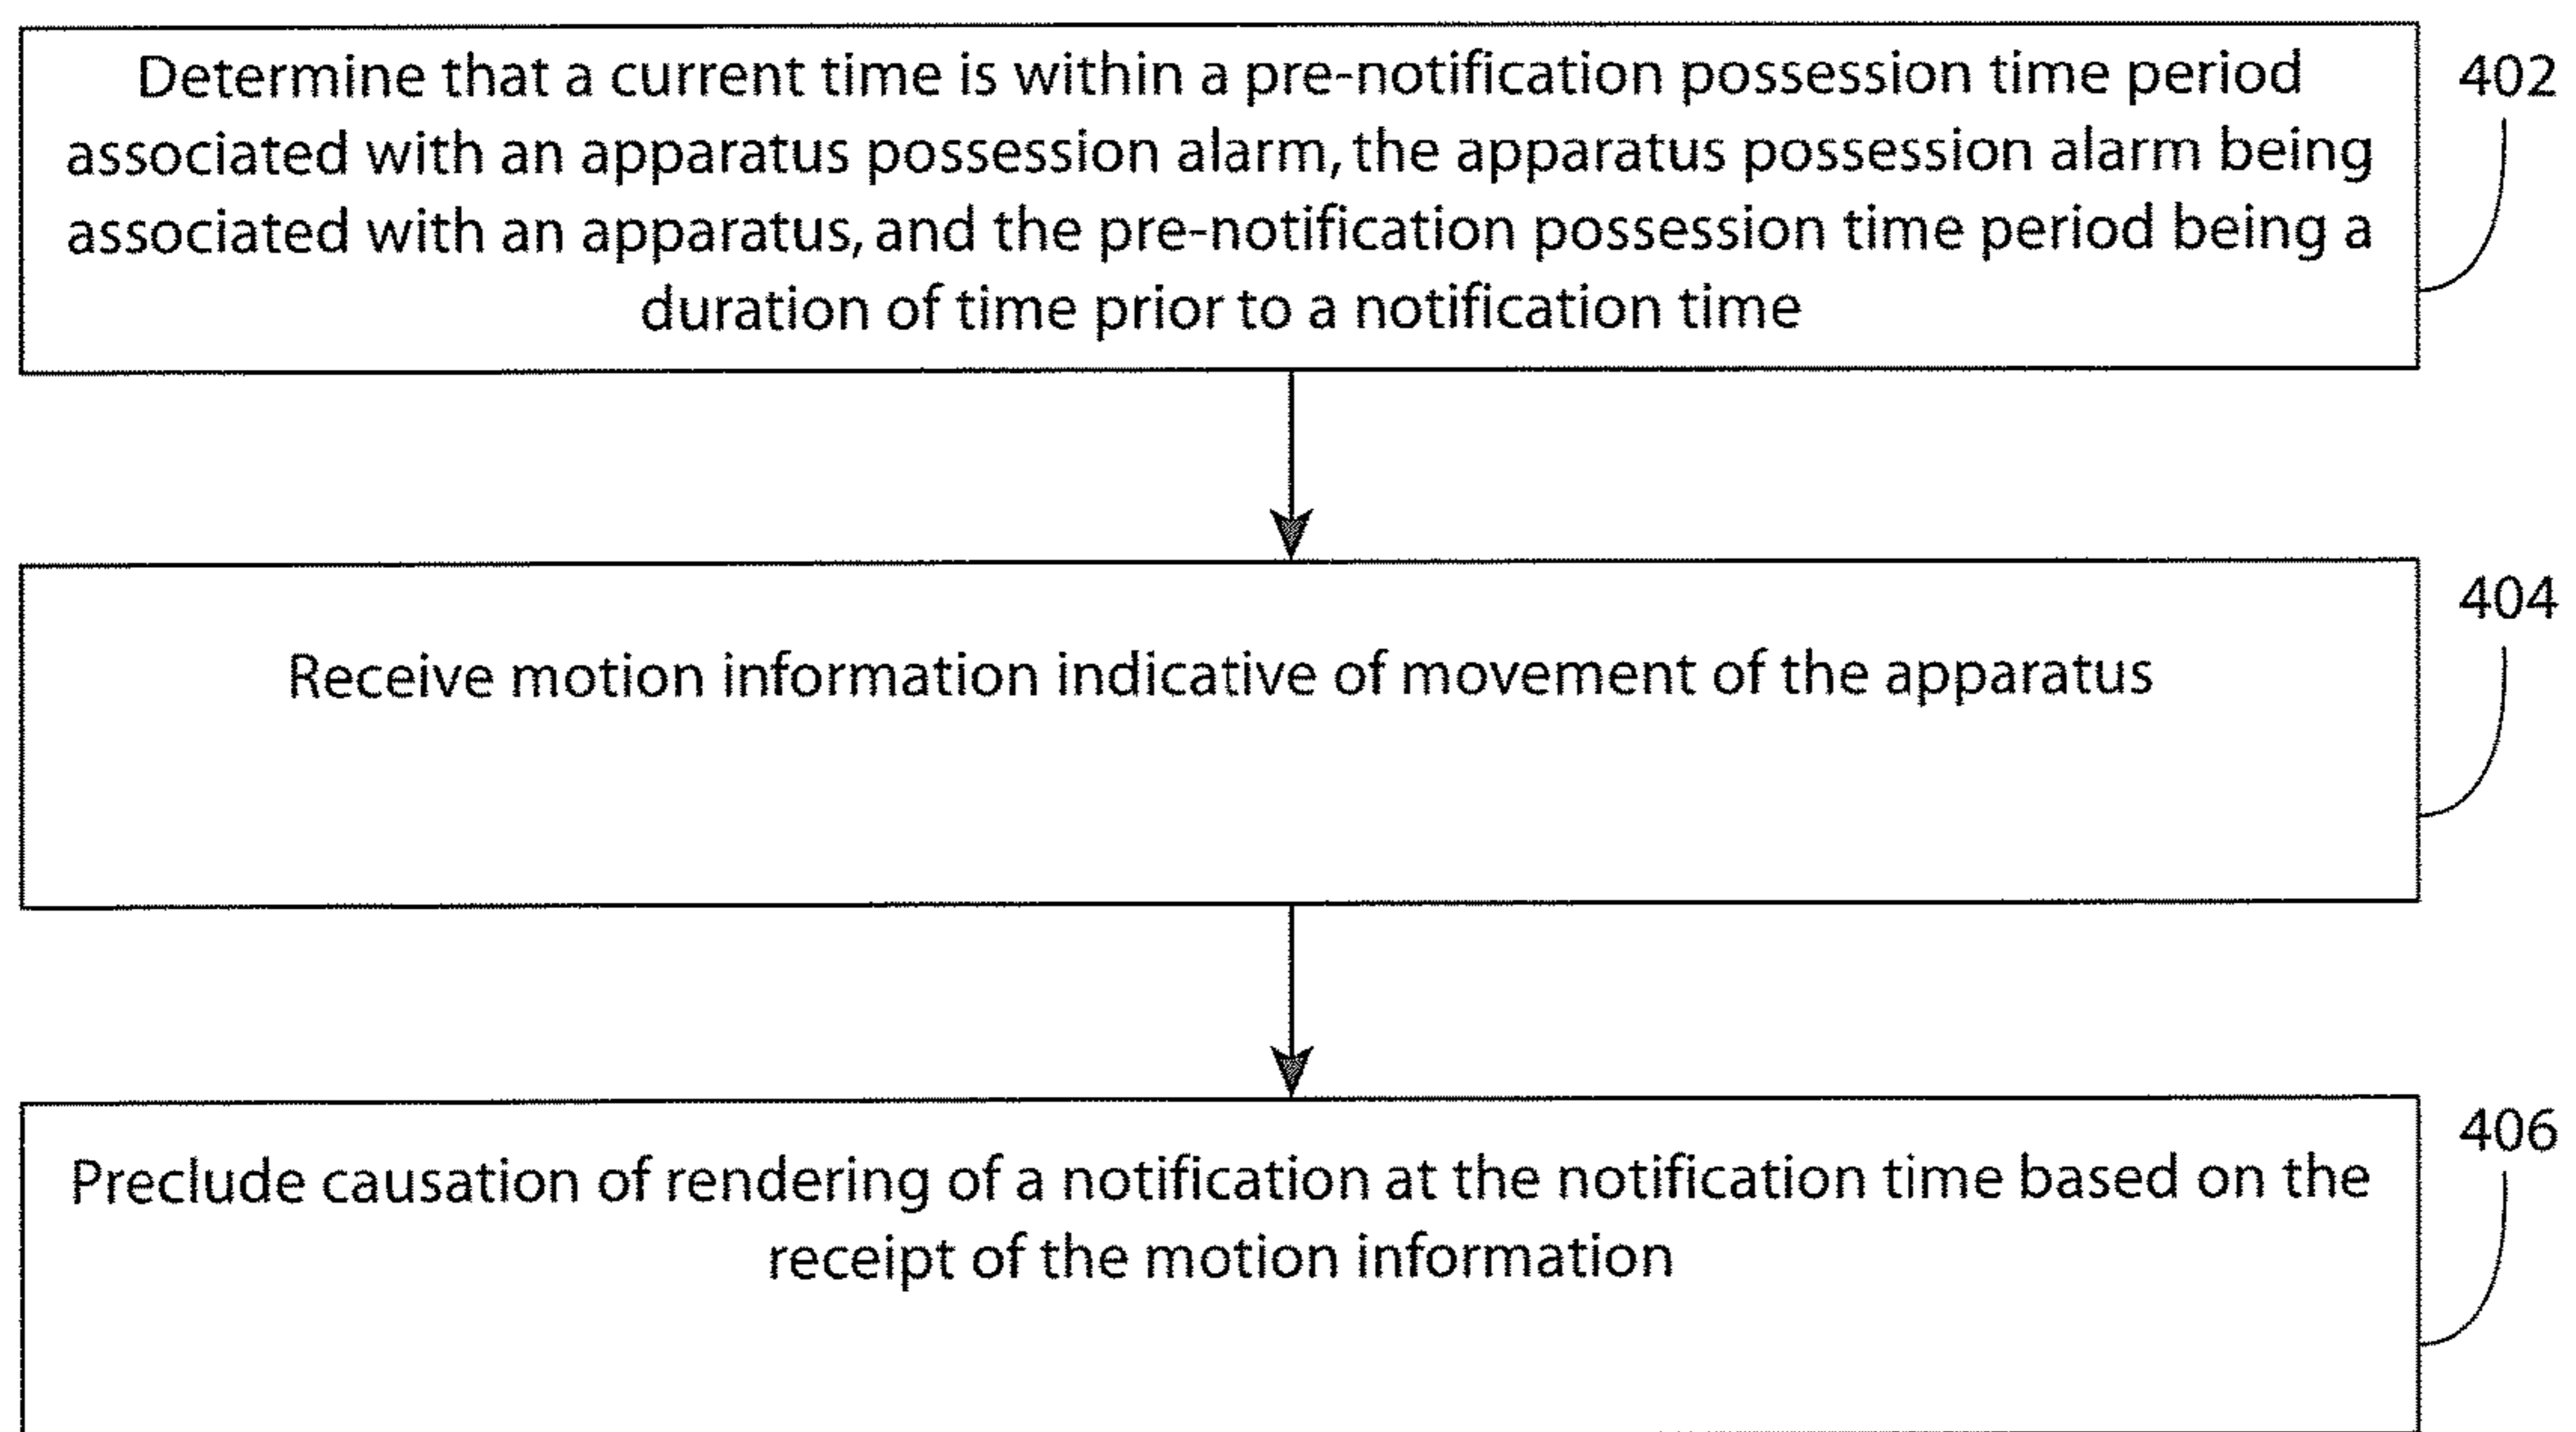 Determine that a current time is within a pre-notification possession time period
402
associated with an apparatus possession alarm, the apparatus possession alarm being
associated with an apparatus, and the pre-notification possession time period being a
duration of time prior to a notification time
404
Receive motion information indicative of movement of the apparatus
406
Preclude causation of rendering of a notification at the notification time based on the
receipt of the motion information